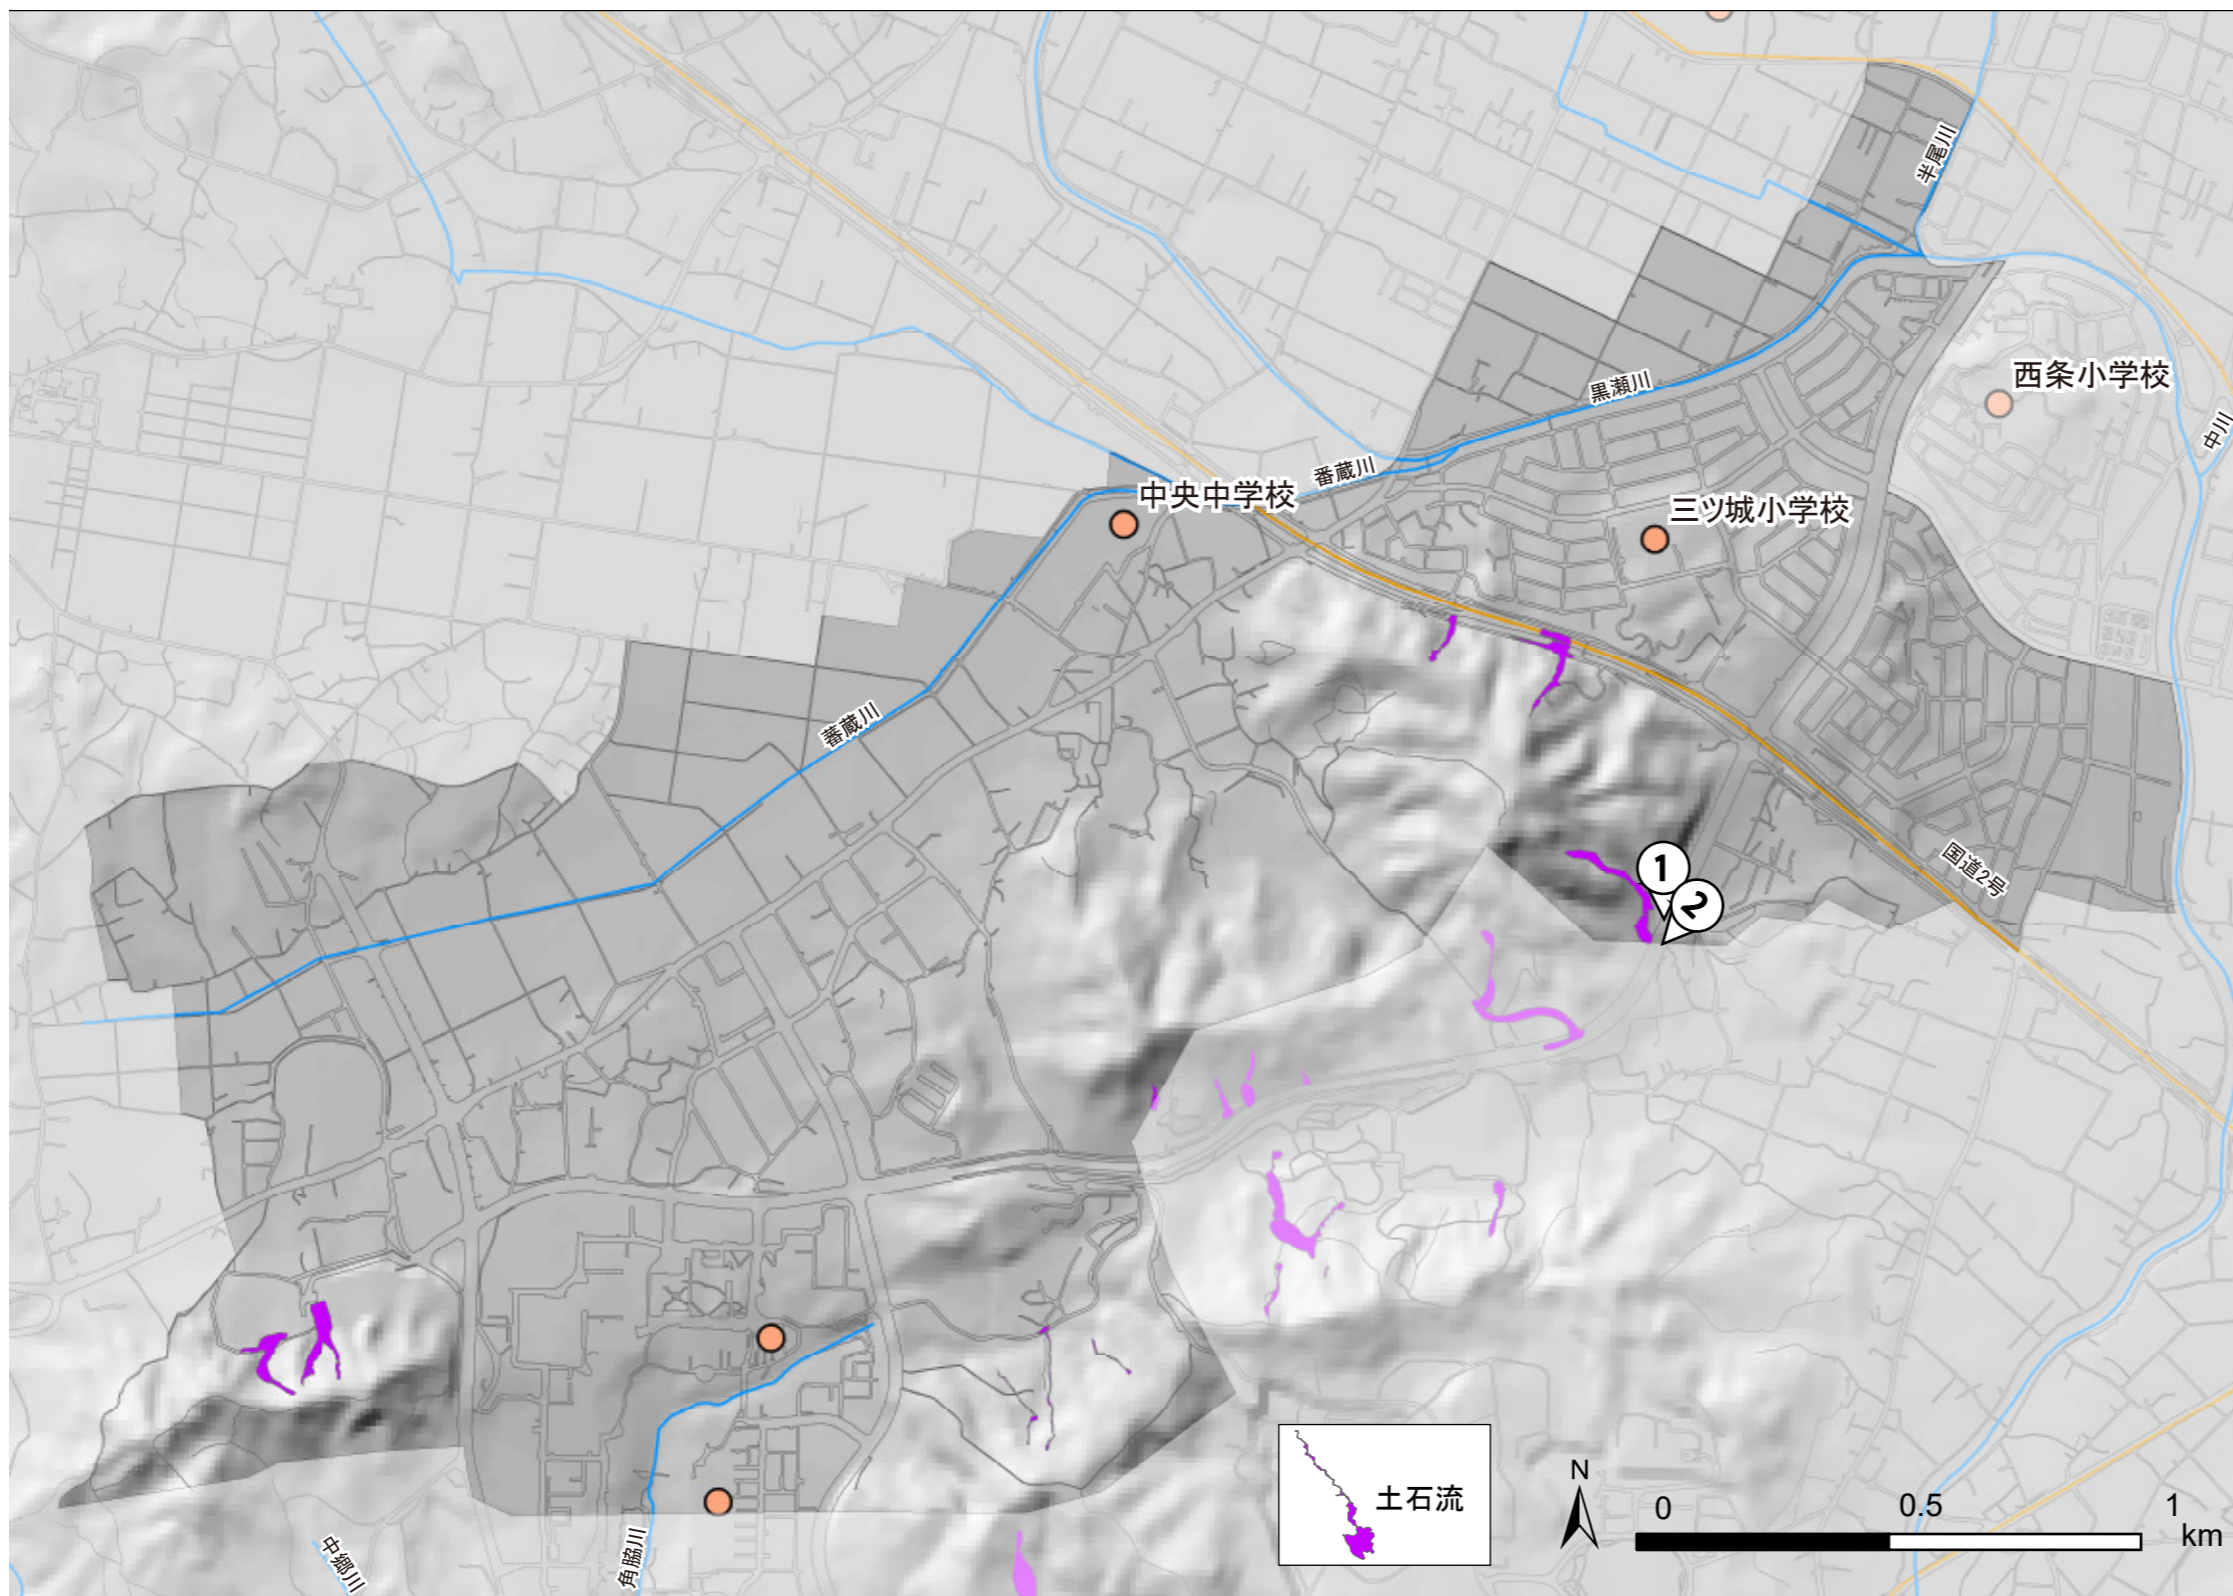 半尾川
西条小学校
黒瀬川
中川
番蔵川
中央中学校
三ツ城小学校
蕃蔵川
国道2号
1
2
土石流
N
0
0.5
1
km
中郷川
角脇川